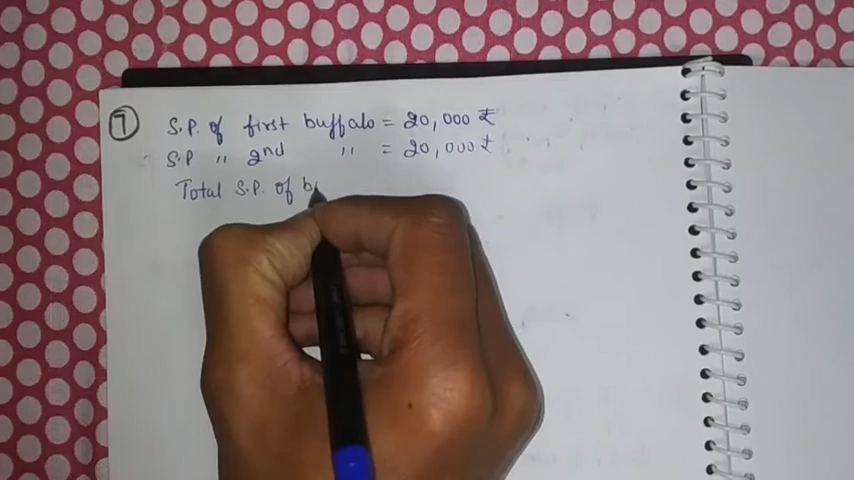 7 S.P. of first buffalo = 20,000 ₹
S.P " 2nd " = 20,000 ₹
Total S.P. of b